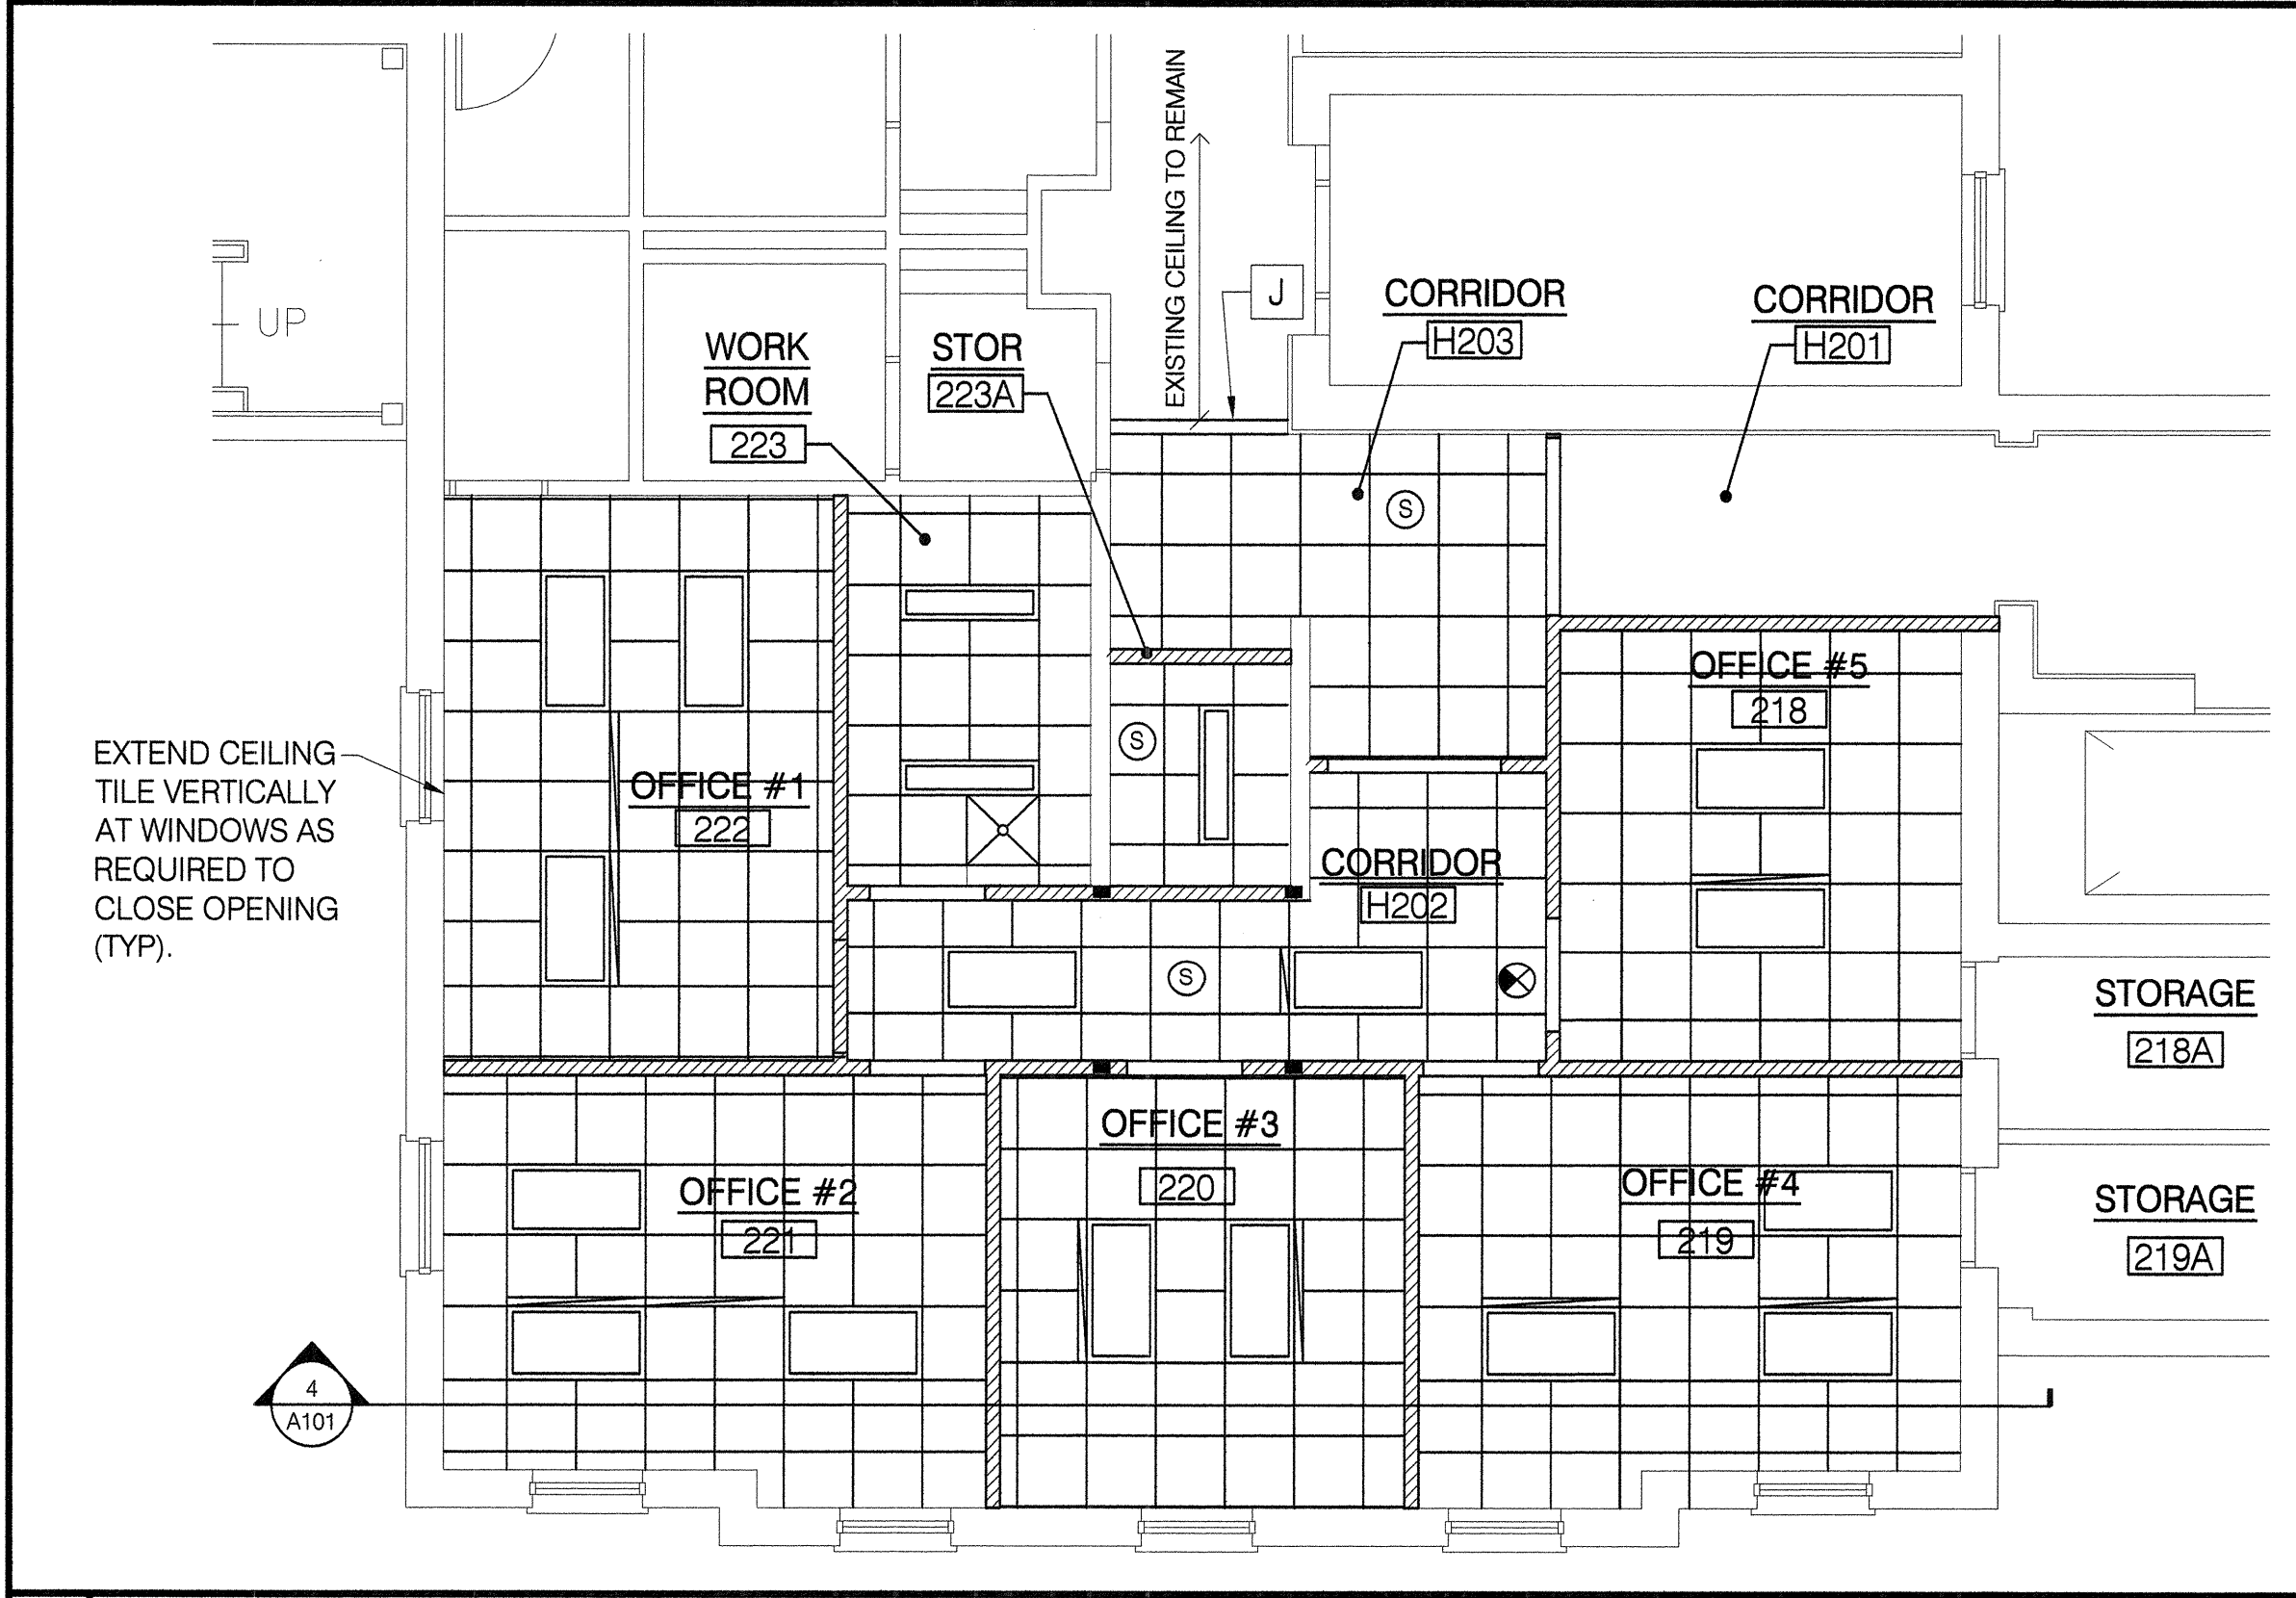 EXISTING CEILING TO REMAIN
UP
J
CORRIDOR
H203
CORRIDOR
H201
WORK
ROOM
223
STOR
223A
S
OFFICE #5
218
S
EXTEND CEILING
TILE VERTICALLY
AT WINDOWS AS
REQUIRED TO
CLOSE OPENING
(TYP).
OFFICE #1
222
CORRIDOR
H202
S
STORAGE
218A
OFFICE #3
220
OFFICE #2
221
OFFICE #4
219
STORAGE
219A
4
A101